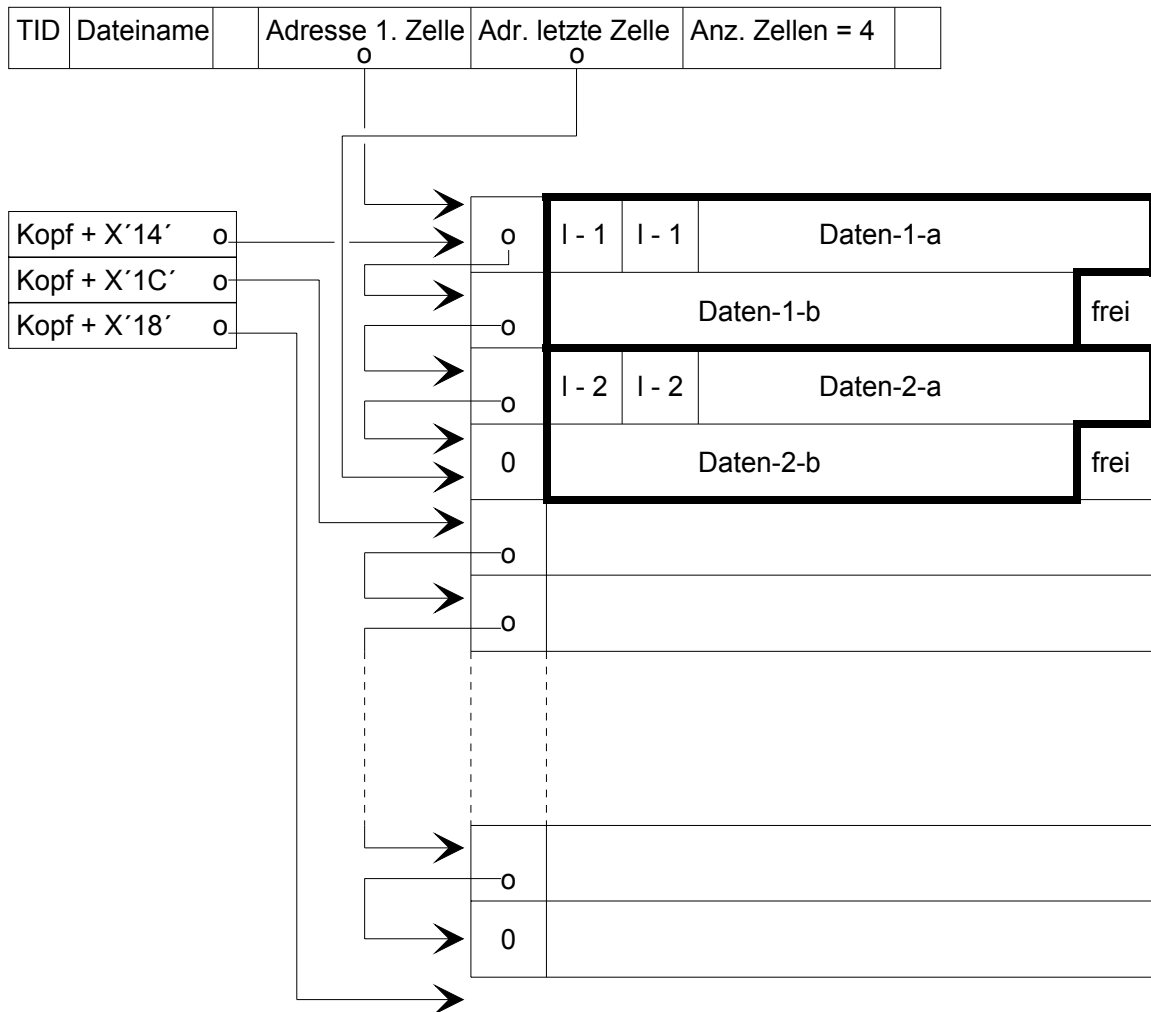 TID Dateiname Adresse 1. Zelle Adr. letzte Zelle Anz. Zellen = 4
o o
Kopf + X´14´ o
Kopf + X´1C´ o
Kopf + X´18´ o
o l - 1 l - 1 Daten-1-a
o Daten-1-b frei
o l - 2 l - 2 Daten-2-a
0 Daten-2-b frei
o
o
o
0